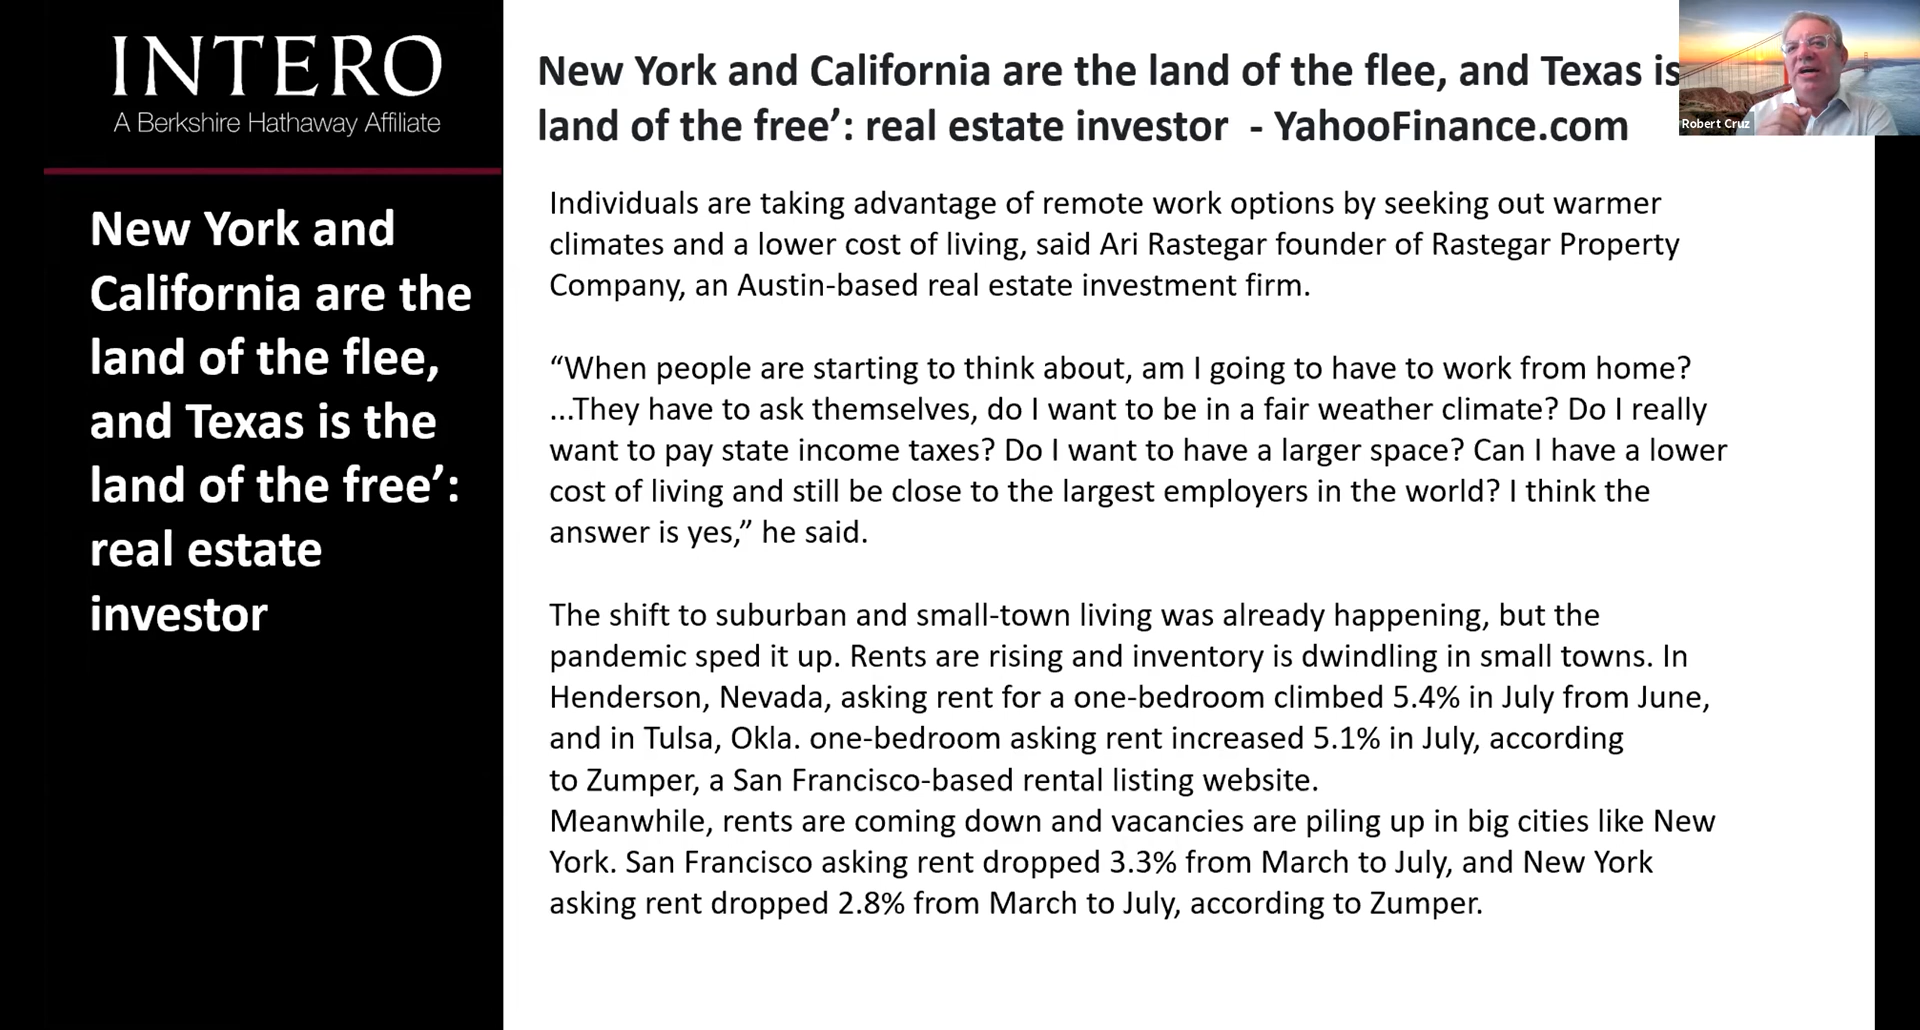 INTERO
A Berkshire Hathaway Affiliate
New York and
California are the
land of the flee,
and Texas is the
land of the free’:
real estate
investor
New York and California are the land of the flee, and Texas is
land of the free’: real estate investor - YahooFinance.com
Individuals are taking advantage of remote work options by seeking out warmer
climates and a lower cost of living, said Ari Rastegar founder of Rastegar Property
Company, an Austin-based real estate investment firm.
“When people are starting to think about, am I going to have to work from home?
...They have to ask themselves, do I want to be in a fair weather climate? Do I really
want to pay state income taxes? Do I want to have a larger space? Can I have a lower
cost of living and still be close to the largest employers in the world? I think the
answer is yes,” he said.
The shift to suburban and small-town living was already happening, but the
pandemic sped it up. Rents are rising and inventory is dwindling in small towns. In
Henderson, Nevada, asking rent for a one-bedroom climbed 5.4% in July from June,
and in Tulsa, Okla. one-bedroom asking rent increased 5.1% in July, according
to Zumper, a San Francisco-based rental listing website.
Meanwhile, rents are coming down and vacancies are piling up in big cities like New
York. San Francisco asking rent dropped 3.3% from March to July, and New York
asking rent dropped 2.8% from March to July, according to Zumper.
Robert Cruz